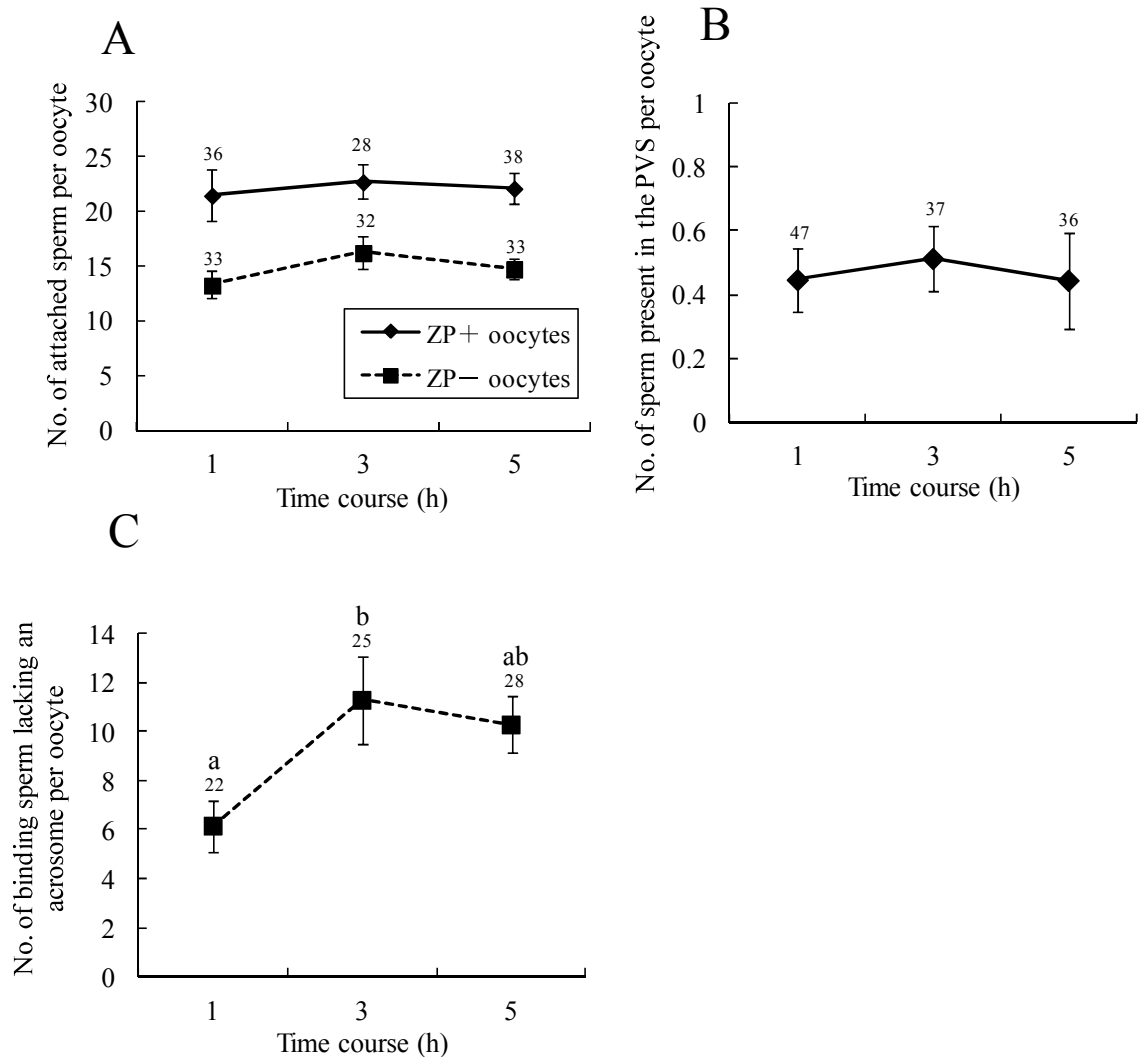 A
No. of attached sperm per oocyte
30
25
20
15
10
5
0
36
28
38
33
32
33
ZP+ oocytes
ZP− oocytes
1
3
5
Time course (h)
B
No. of sperm present in the PVS per oocyte
1
0.8
0.6
0.4
0.2
0
47
37
36
1
3
5
Time course (h)
C
No. of binding sperm lacking an
acrosome per oocyte
14
12
10
8
6
4
2
0
a
22
b
25
ab
28
1
3
5
Time course (h)